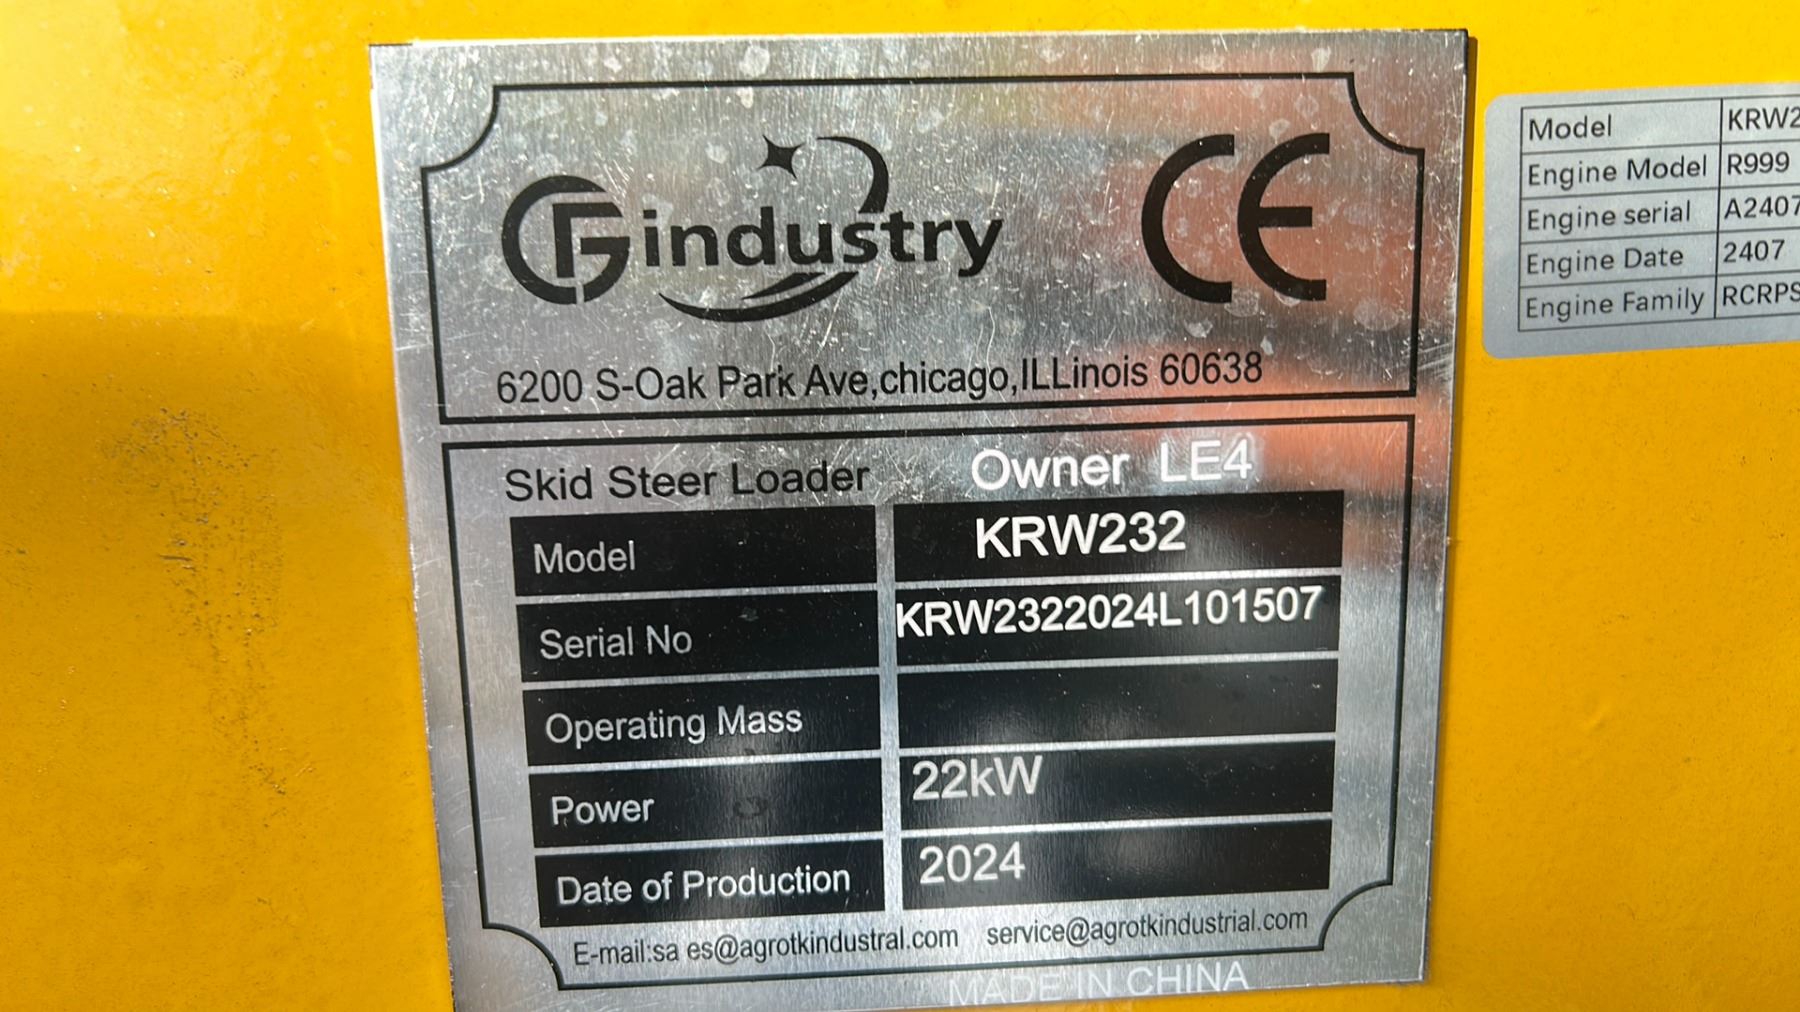 GF industry
CE
6200 S-Oak Park Ave,chicago,ILLinois 60638
Skid Steer Loader Owner LE4
Model KRW232
Serial No KRW2322024L101507
Operating Mass
Power 22kW
Date of Production 2024
E-mail:sa es@agrotkindustral.com service@agrotkindustrial.com
MADE IN CHINA
Model KRW2
Engine Model R999
Engine serial A2407
Engine Date 2407
Engine Family RCRPS